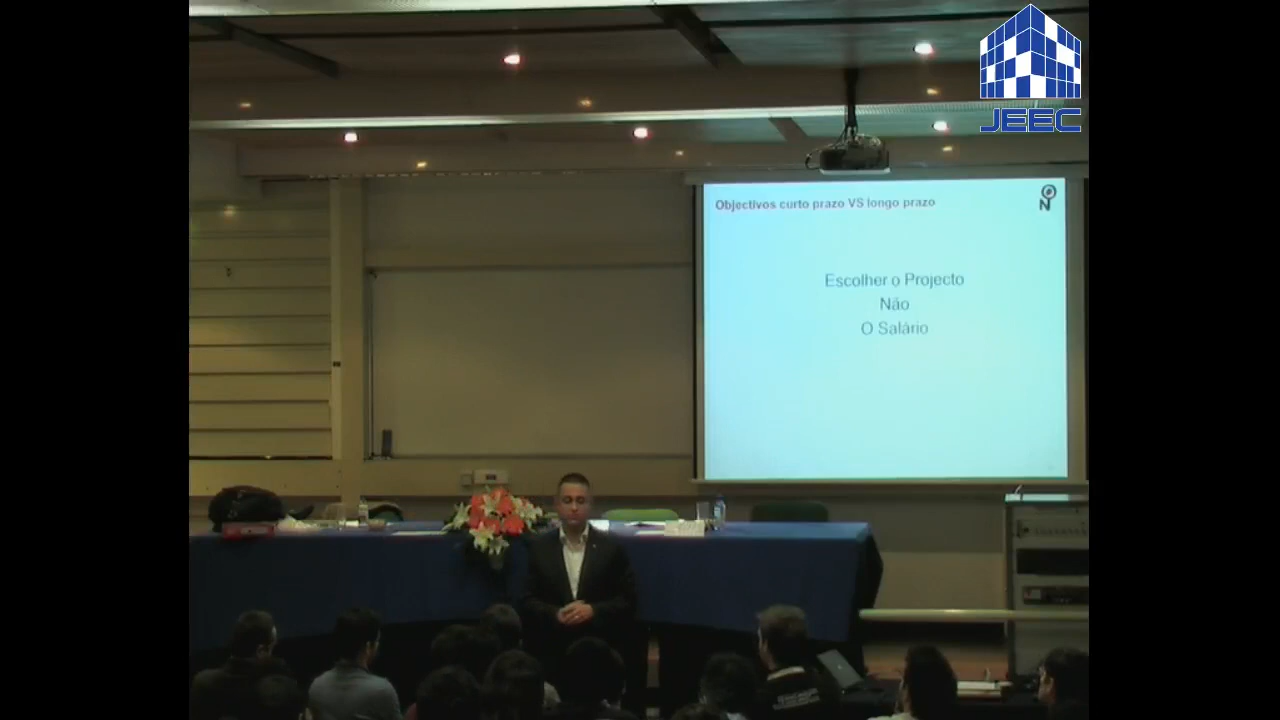 JEEC
Objectivos curto prazo VS longo prazo
N
Escolher o Projecto
Não
O Salário